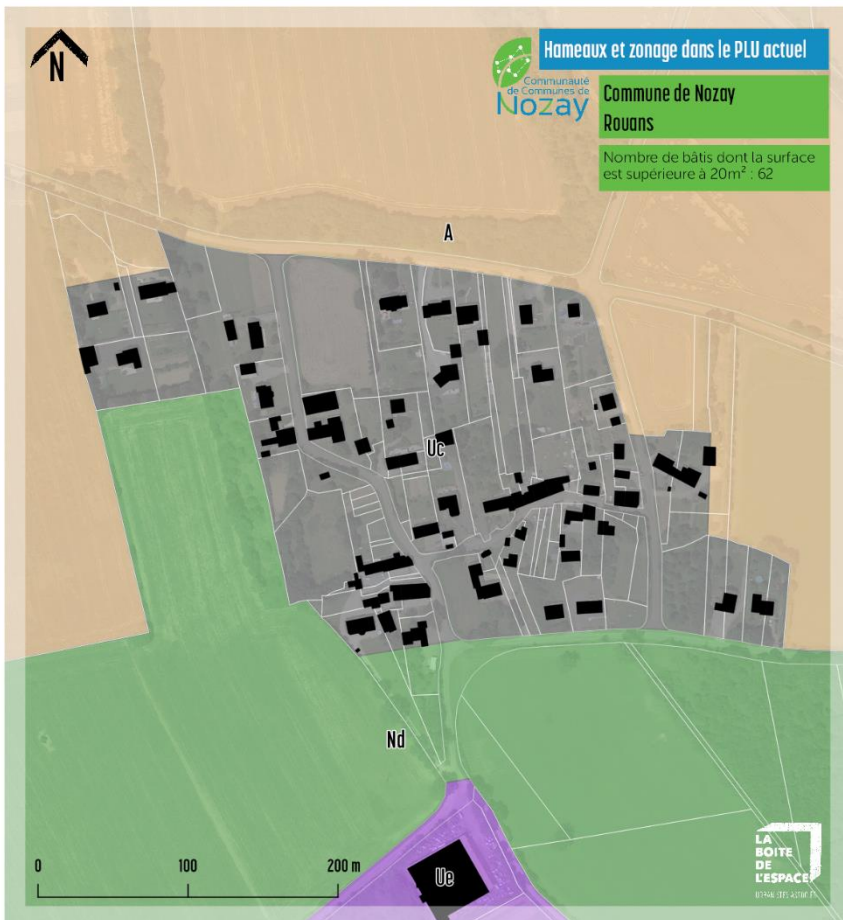 N
Hameaux et zonage dans le PLU actuel
Communauté
de Communes de
Nozay
Commune de Nozay
Rouans
Nombre de bâtis dont la surface
est supérieure à 20m² : 62
A
Uc
Nd
Ue
0 100 200 m
LA
BOITE
DE
L'ESPACE